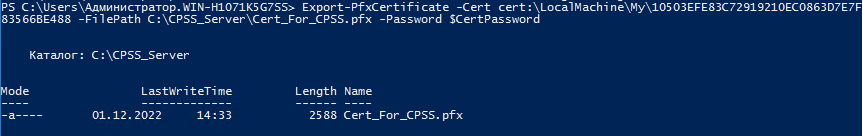 PS C:\Users\Администратор.WIN-H1071K5G7SS> Export-PfxCertificate -Cert cert:\LocalMachine\My\10503EFE83C72919210EC0863D7E7F
83566BE488 -FilePath C:\CPSS_Server\Cert_For_CPSS.pfx -Password $CertPassword
Каталог: C:\CPSS_Server
Mode LastWriteTime Length Name
---- ------------- ------ ----
-a---- 01.12.2022 14:33 2588 Cert_For_CPSS.pfx